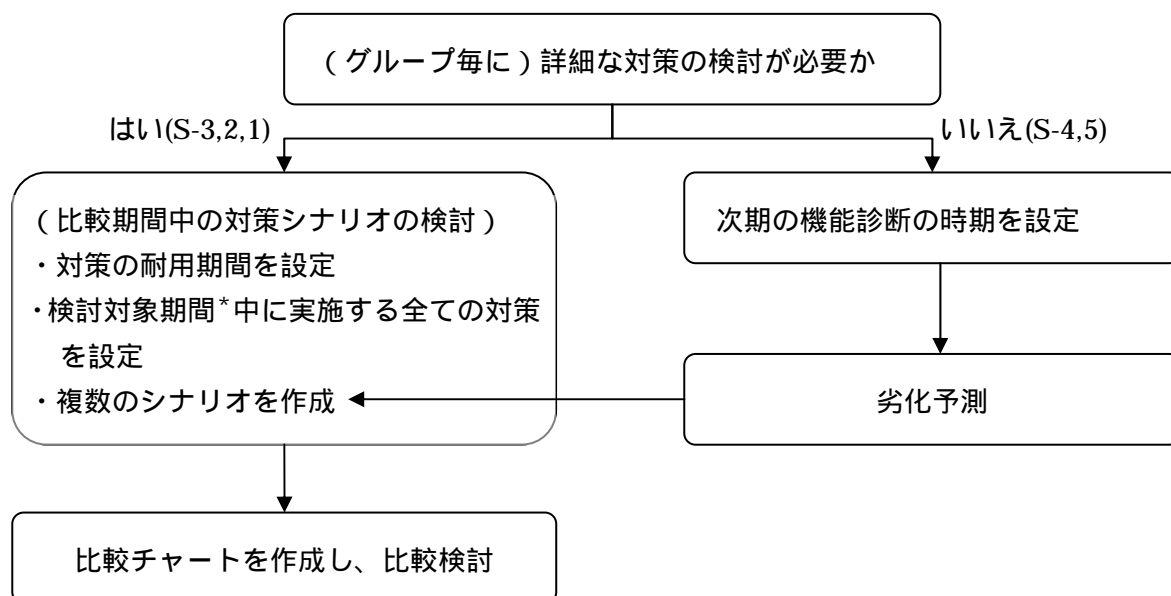 （グループ毎に）詳細な対策の検討が必要か
はい(S-3,2,1)
いいえ(S-4,5)
（比較期間中の対策シナリオの検討）
・対策の耐用期間を設定
・検討対象期間*中に実施する全ての対策
を設定
・複数のシナリオを作成
次期の機能診断の時期を設定
劣化予測
比較チャートを作成し、比較検討